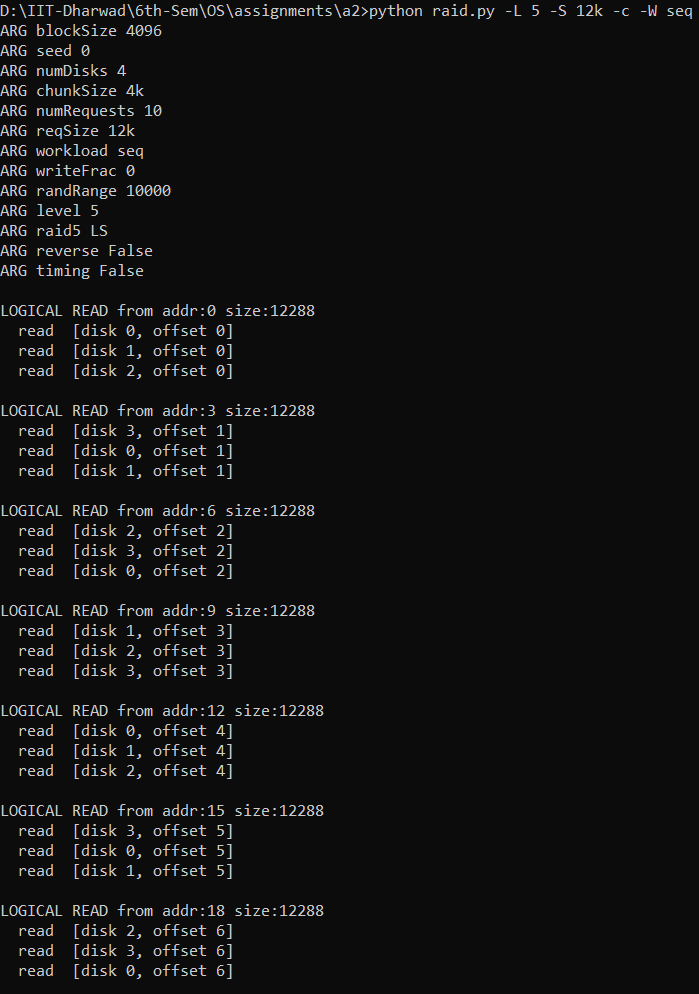 D:\IIT-Dharwad\6th-Sem\OS\assignments\a2>python raid.py -L 5 -S 12k -c -W seq
ARG blockSize 4096
ARG seed 0
ARG numDisks 4
ARG chunkSize 4k
ARG numRequests 10
ARG reqSize 12k
ARG workload seq
ARG writeFrac 0
ARG randRange 10000
ARG level 5
ARG raid5 LS
ARG reverse False
ARG timing False

LOGICAL READ from addr:0 size:12288
  read  [disk 0, offset 0]
  read  [disk 1, offset 0]
  read  [disk 2, offset 0]

LOGICAL READ from addr:3 size:12288
  read  [disk 3, offset 1]
  read  [disk 0, offset 1]
  read  [disk 1, offset 1]

LOGICAL READ from addr:6 size:12288
  read  [disk 2, offset 2]
  read  [disk 3, offset 2]
  read  [disk 0, offset 2]

LOGICAL READ from addr:9 size:12288
  read  [disk 1, offset 3]
  read  [disk 2, offset 3]
  read  [disk 3, offset 3]

LOGICAL READ from addr:12 size:12288
  read  [disk 0, offset 4]
  read  [disk 1, offset 4]
  read  [disk 2, offset 4]

LOGICAL READ from addr:15 size:12288
  read  [disk 3, offset 5]
  read  [disk 0, offset 5]
  read  [disk 1, offset 5]

LOGICAL READ from addr:18 size:12288
  read  [disk 2, offset 6]
  read  [disk 3, offset 6]
  read  [disk 0, offset 6]